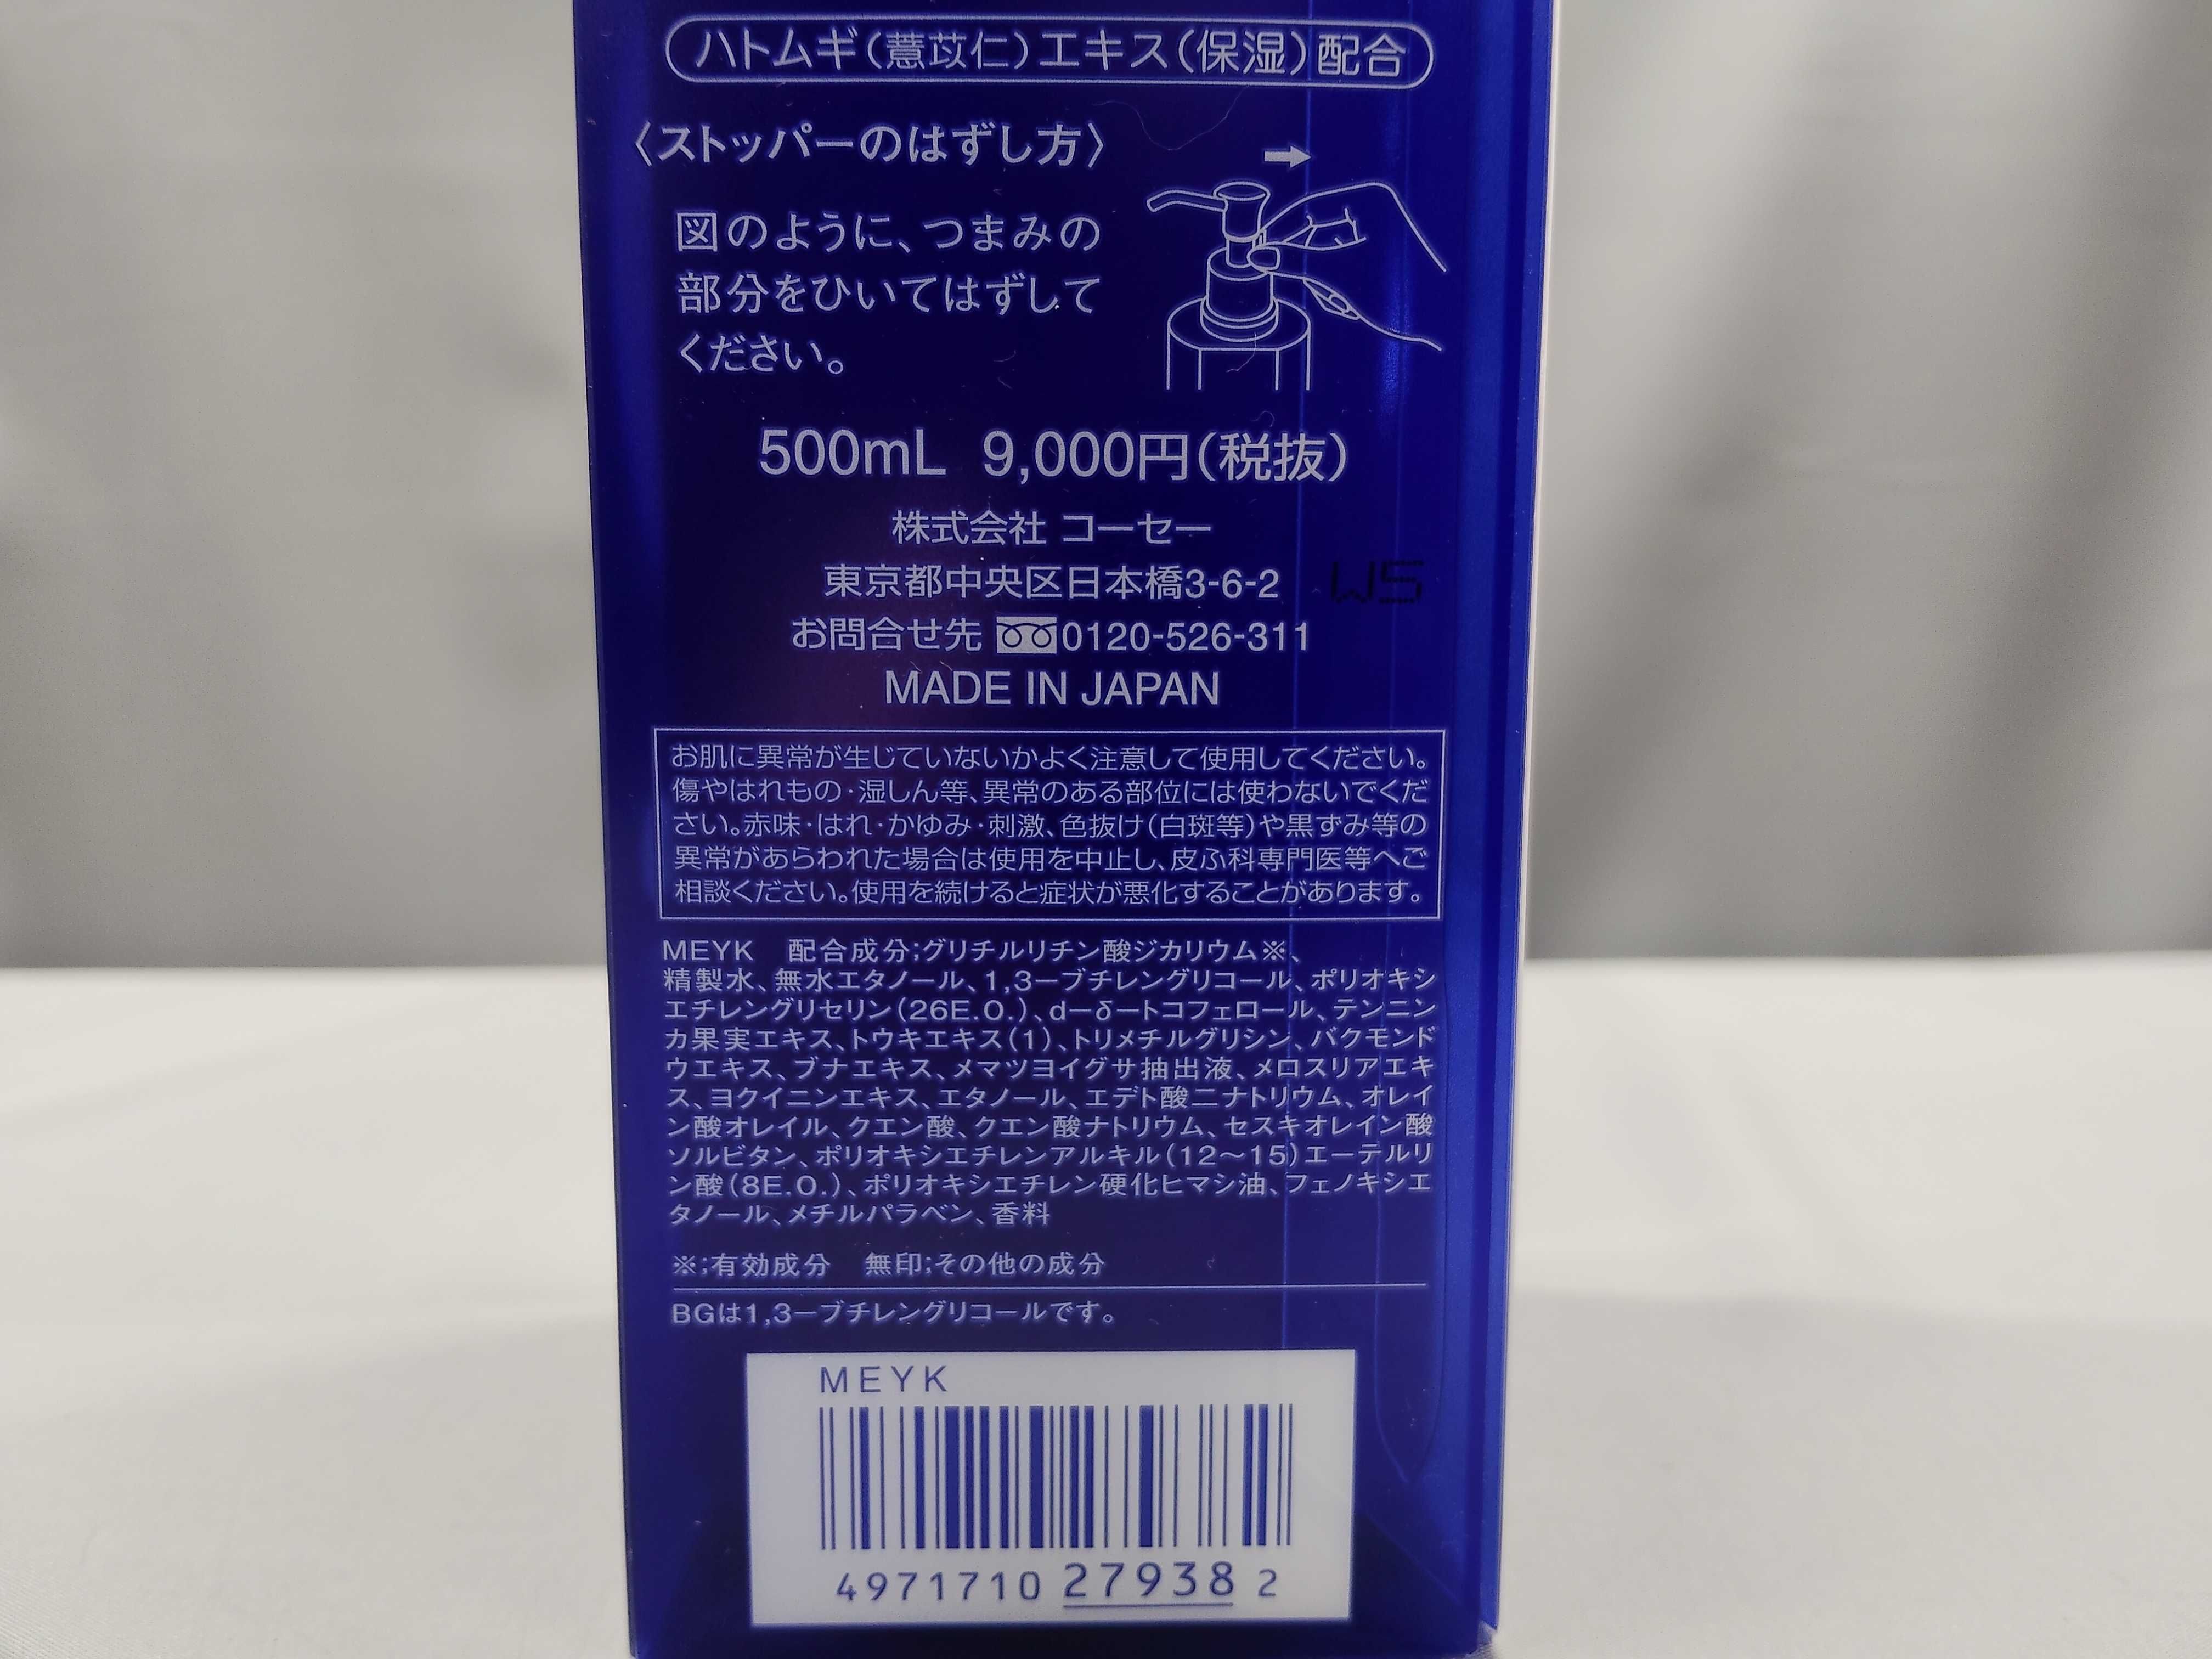 ハトムギ(薏苡仁)エキス(保湿)配合
〈ストッパーのはずし方〉
図のように、つまみの
部分をひいてはずして
ください。
500mL 9,000円(税抜)
株式会社 コーセー
東京都中央区日本橋3-6-2
W5
お問合せ先 0120-526-311
MADE IN JAPAN
お肌に異常が生じていないかよく注意して使用してください。
傷やはれもの・湿しん等、異常のある部位には使わないでくだ
さい。赤味・はれ・かゆみ・刺激、色抜け(白斑等)や黒ずみ等の
異常があらわれた場合は使用を中止し、皮ふ科専門医等へご
相談ください。使用を続けると症状が悪化することがあります。
MEYK 配合成分;グリチルリチン酸ジカリウム※、
精製水、無水エタノール、1,3ーブチレングリコール、ポリオキシ
エチレングリセリン(26E.O.)、dーδートコフェロール、テンニン
カ果実エキス、トウキエキス(1)、トリメチルグリシン、バクモンド
ウエキス、ブナエキス、メマツヨイグサ抽出液、メロスリアエキ
ス、ヨクイニンエキス、エタノール、エデト酸二ナトリウム、オレイ
ン酸オレイル、クエン酸、クエン酸ナトリウム、セスキオレイン酸
ソルビタン、ポリオキシエチレンアルキル(12〜15)エーテルリ
ン酸(8E.O.)、ポリオキシエチレン硬化ヒマシ油、フェノキシエ
タノール、メチルパラベン、香料
※;有効成分 無印;その他の成分
BGは1,3ーブチレングリコールです。
MEYK
4971710 27938 2